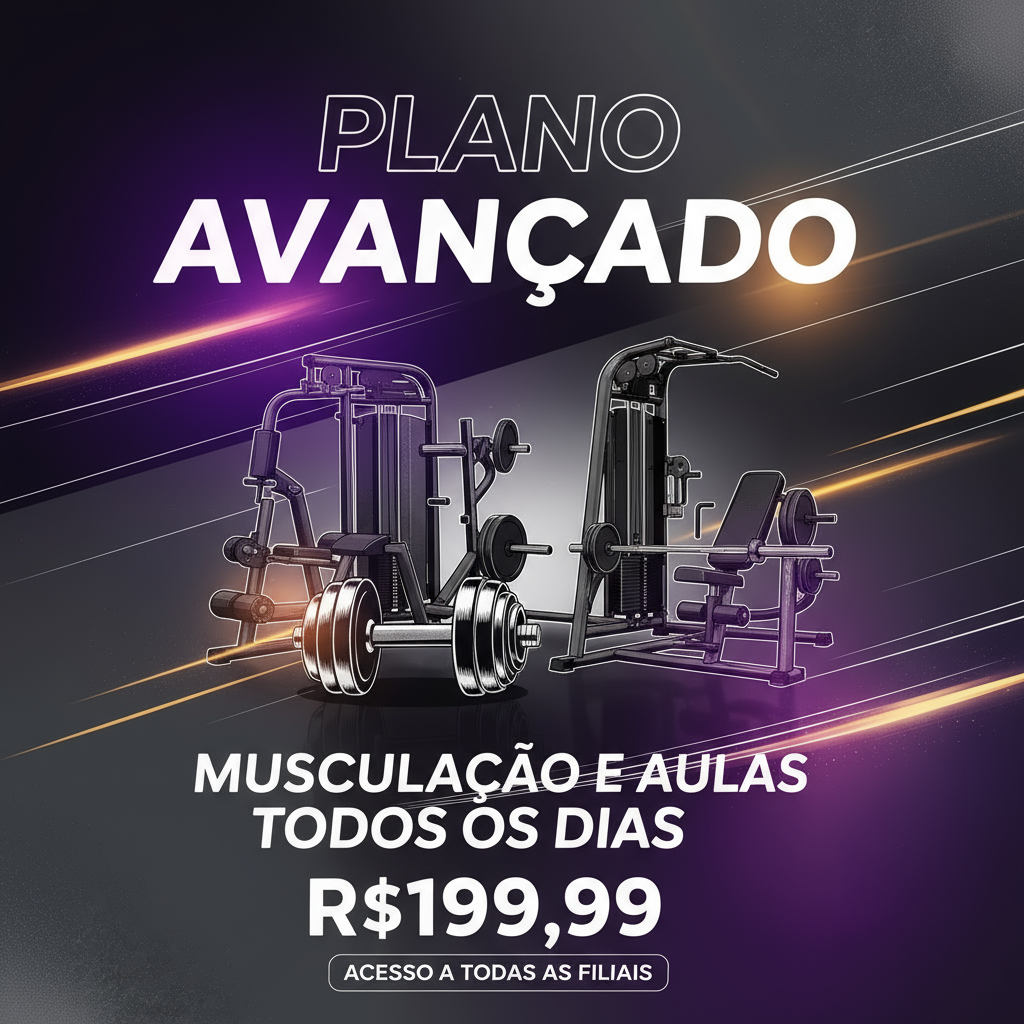 PLANO
AVANÇADO
MUSCULAÇÃO E AULAS
TODOS OS DIAS
R$199,99
ACESSO A TODAS AS FILIAIS